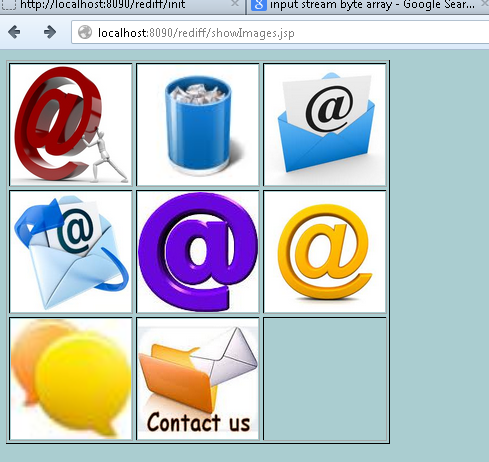 http://localhost:8090/rediff/init
input stream byte array - Google Sear...
localhost:8090/rediff/showImages.jsp
@
@
@
@
@
Contact us